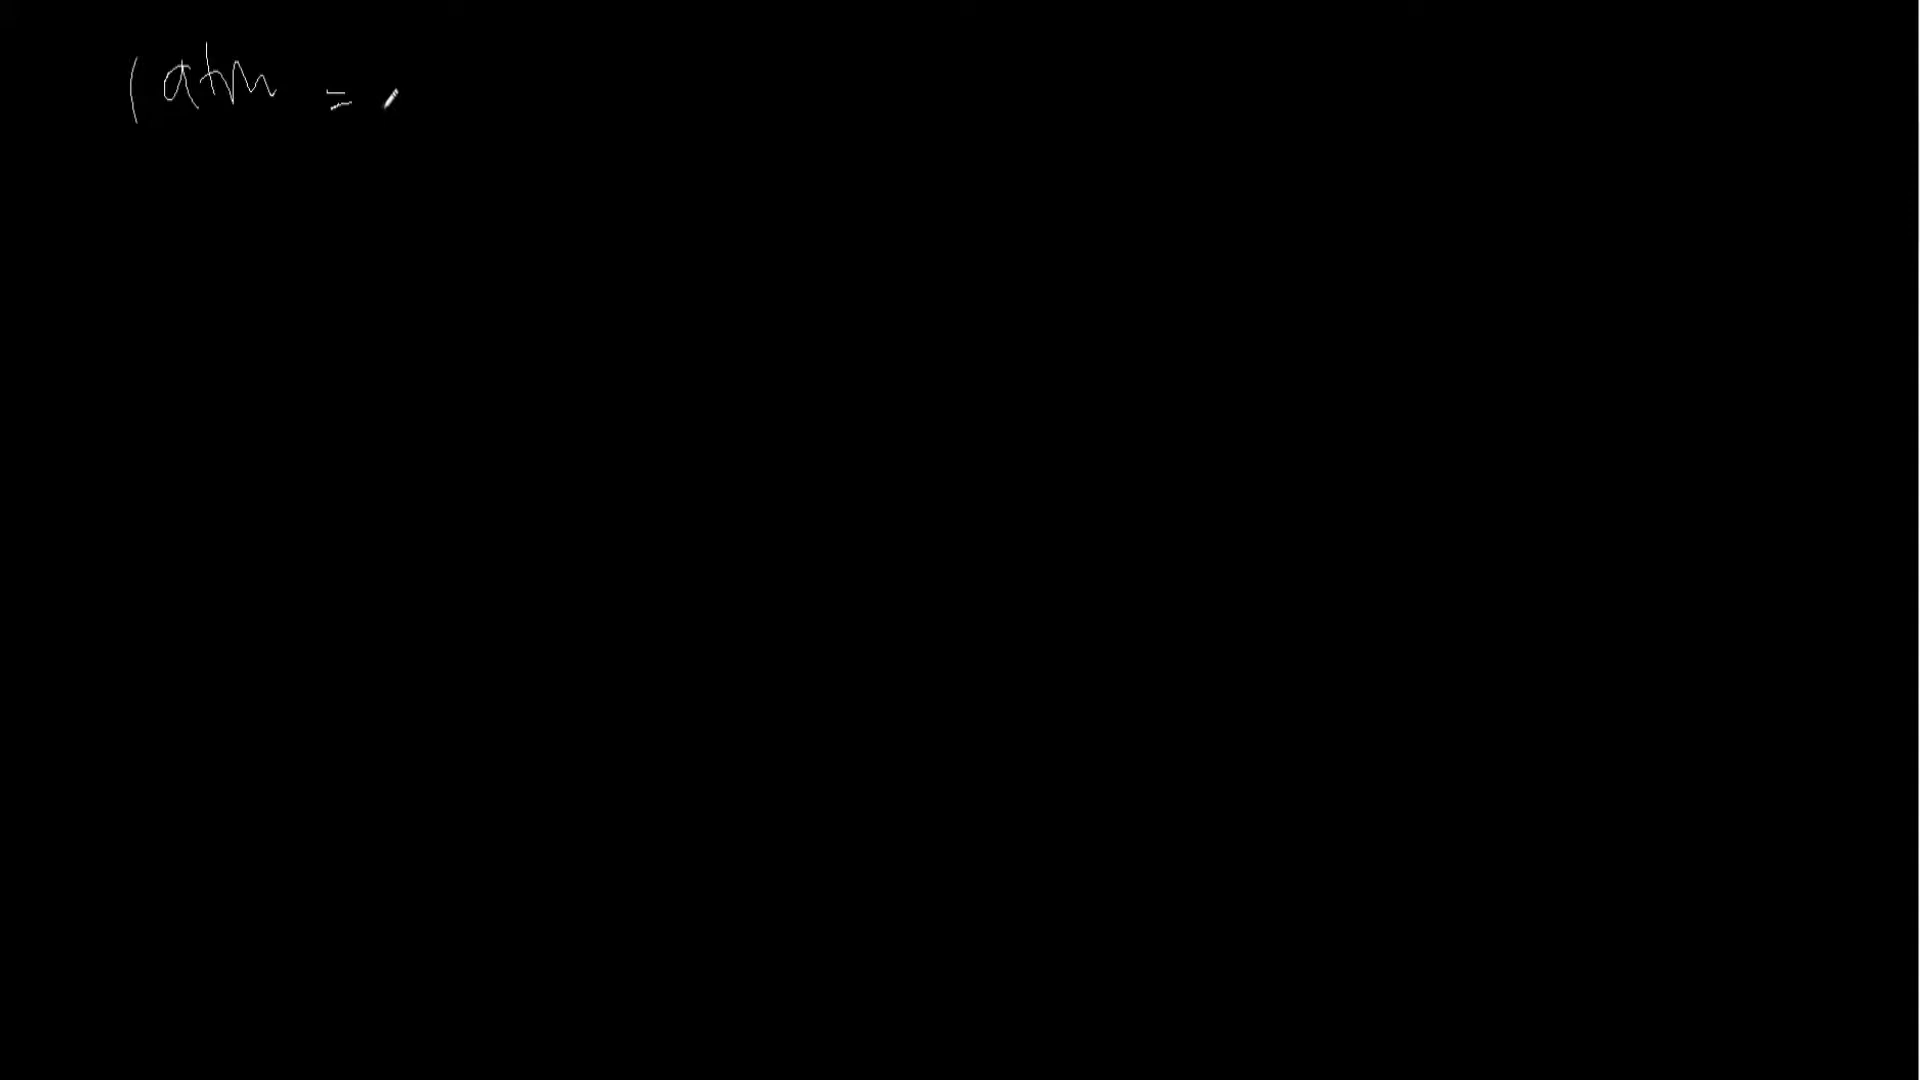 1 atm =